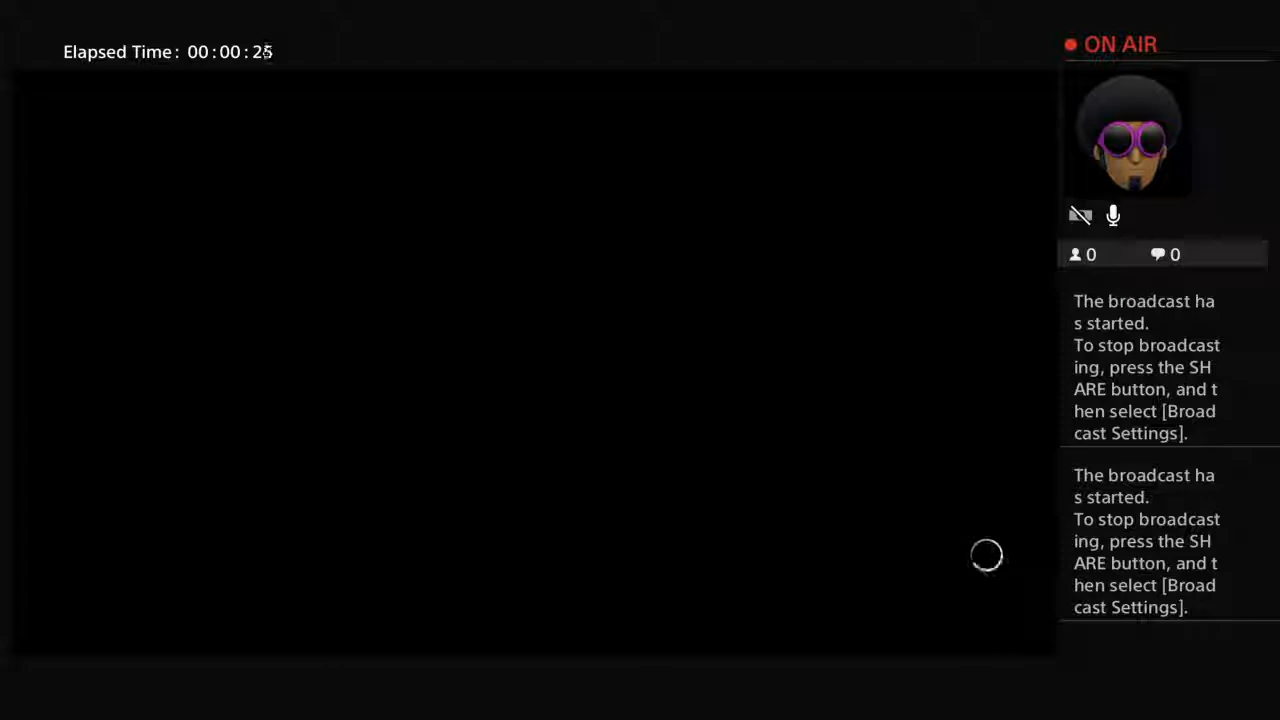 Elapsed Time: 00:00:25
ON AIR
0 0
The broadcast ha
s started.
To stop broadcast
ing, press the SH
ARE button, and t
hen select [Broad
cast Settings].
The broadcast ha
s started.
To stop broadcast
ing, press the SH
ARE button, and t
hen select [Broad
cast Settings].